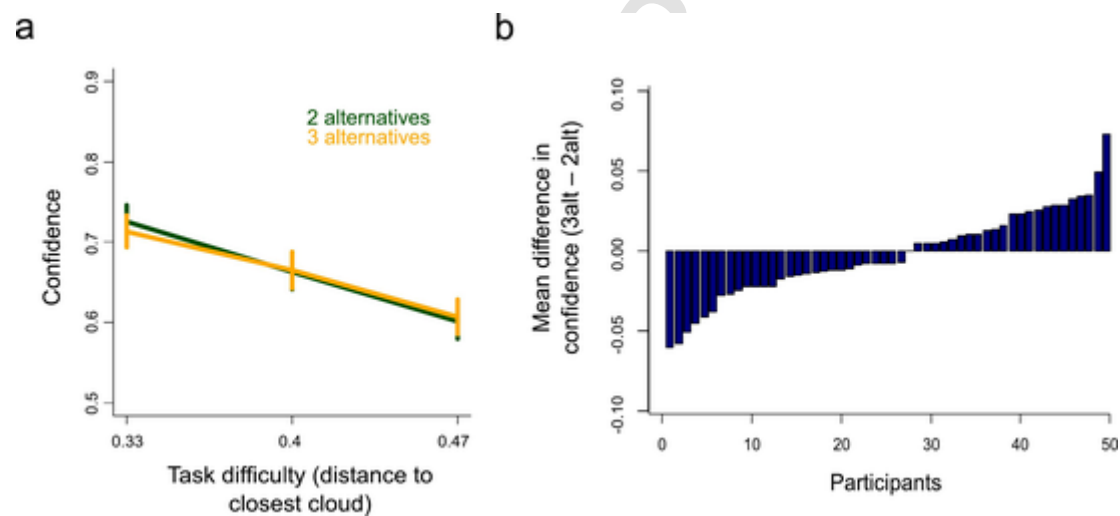 a
0.9
0.8
0.7
0.6
0.5
Confidence
2 alternatives
3 alternatives
0.33 0.4 0.47
Task difficulty (distance to
closest cloud)
b
0.10
0.05
0.00
-0.05
-0.10
Mean difference in
confidence (3alt – 2alt)
0 10 20 30 40 50
Participants